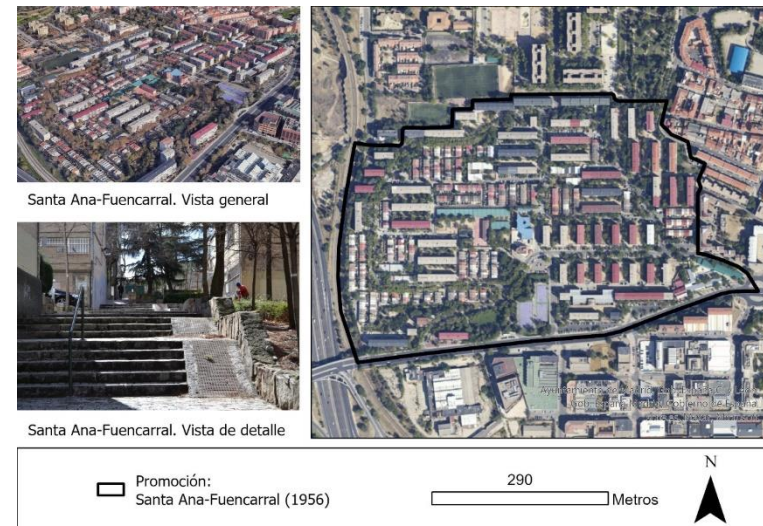 Santa Ana-Fuencarral. Vista general
Santa Ana-Fuencarral. Vista de detalle
Promoción:
Santa Ana-Fuencarral (1956)
290
Metros
N